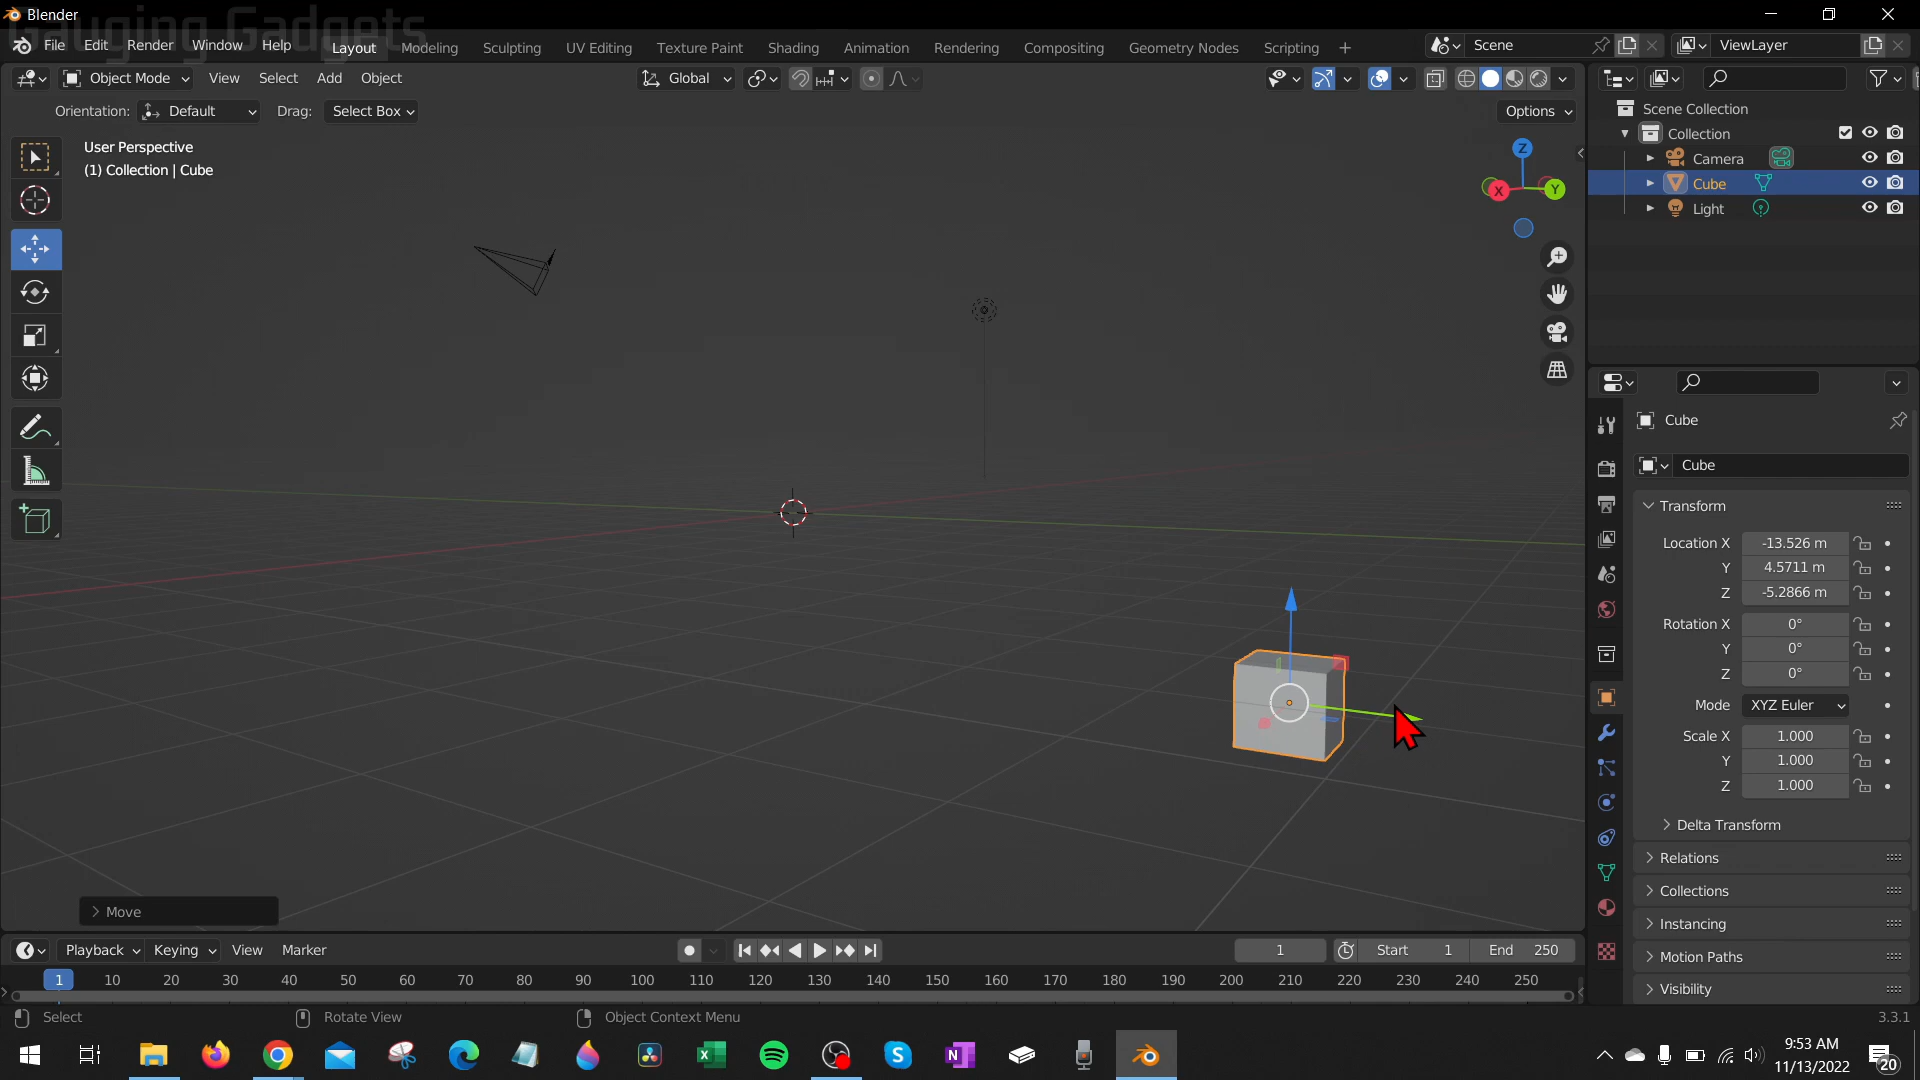 Blender
Gauging Gadgets
File Edit Render Window Help Layout Modeling Sculpting UV Editing Texture Paint Shading Animation Rendering Compositing Geometry Nodes Scripting + Scene ViewLayer
Object Mode View Select Add Object Global
Orientation: Default Drag: Select Box Options
User Perspective
(1) Collection | Cube
Z
X Y
Scene Collection
Collection
Camera
Cube
Light
Cube
Cube
Transform
Location X -13.526 m
Y 4.5711 m
Z -5.2866 m
Rotation X 0°
Y 0°
Z 0°
Mode XYZ Euler
Scale X 1.000
Y 1.000
Z 1.000
Delta Transform
Relations
Collections
Instancing
Motion Paths
Visibility
Move
Playback Keying View Marker 1 Start 1 End 250
1 10 20 30 40 50 60 70 80 90 100 110 120 130 140 150 160 170 180 190 200 210 220 230 240 250
Select Rotate View Object Context Menu 3.3.1
9:53 AM
11/13/2022
20